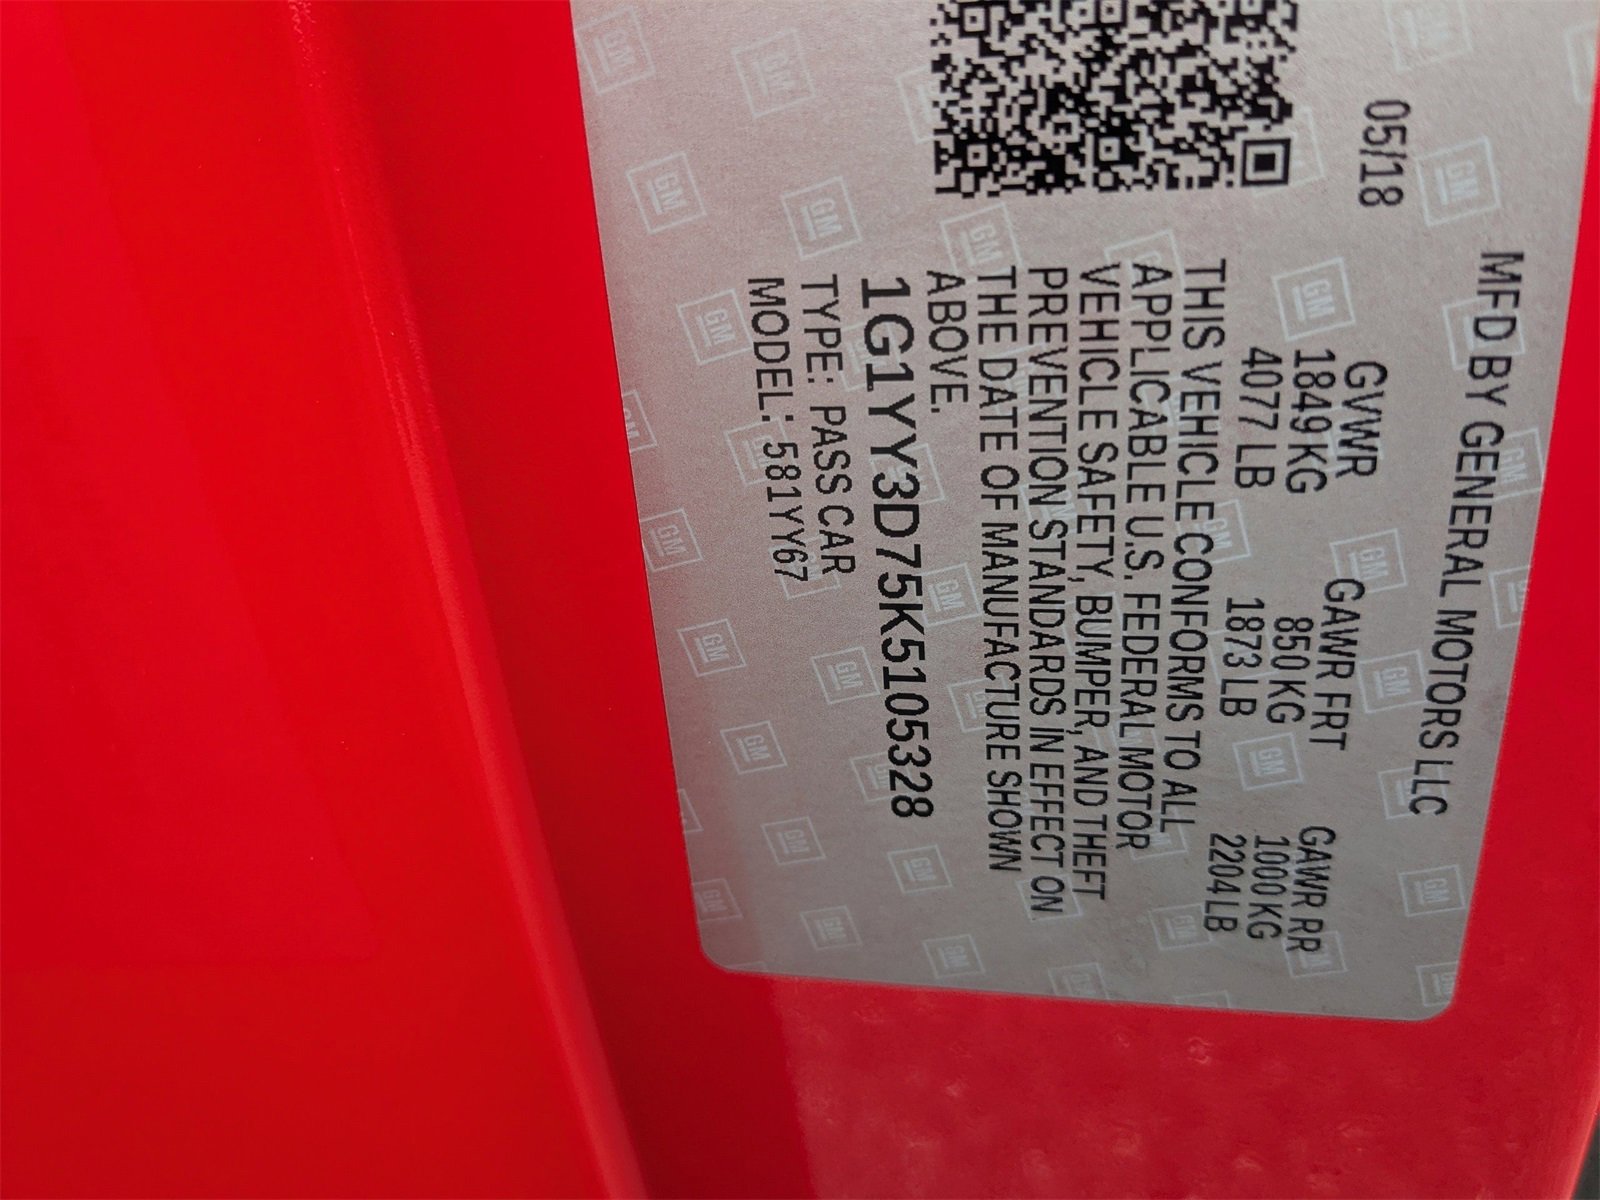 MFD BY GENERAL MOTORS LLC
05/18
GVWR GAWR FRT GAWR RR
1849 KG 850 KG 1000 KG
4077 LB 1873 LB 2204 LB
THIS VEHICLE CONFORMS TO ALL
APPLICABLE U.S. FEDERAL MOTOR
VEHICLE SAFETY, BUMPER, AND THEFT
PREVENTION STANDARDS IN EFFECT ON
THE DATE OF MANUFACTURE SHOWN
ABOVE.
1G1YY3D75K5105328
TYPE: PASS CAR
MODEL: 581YY67